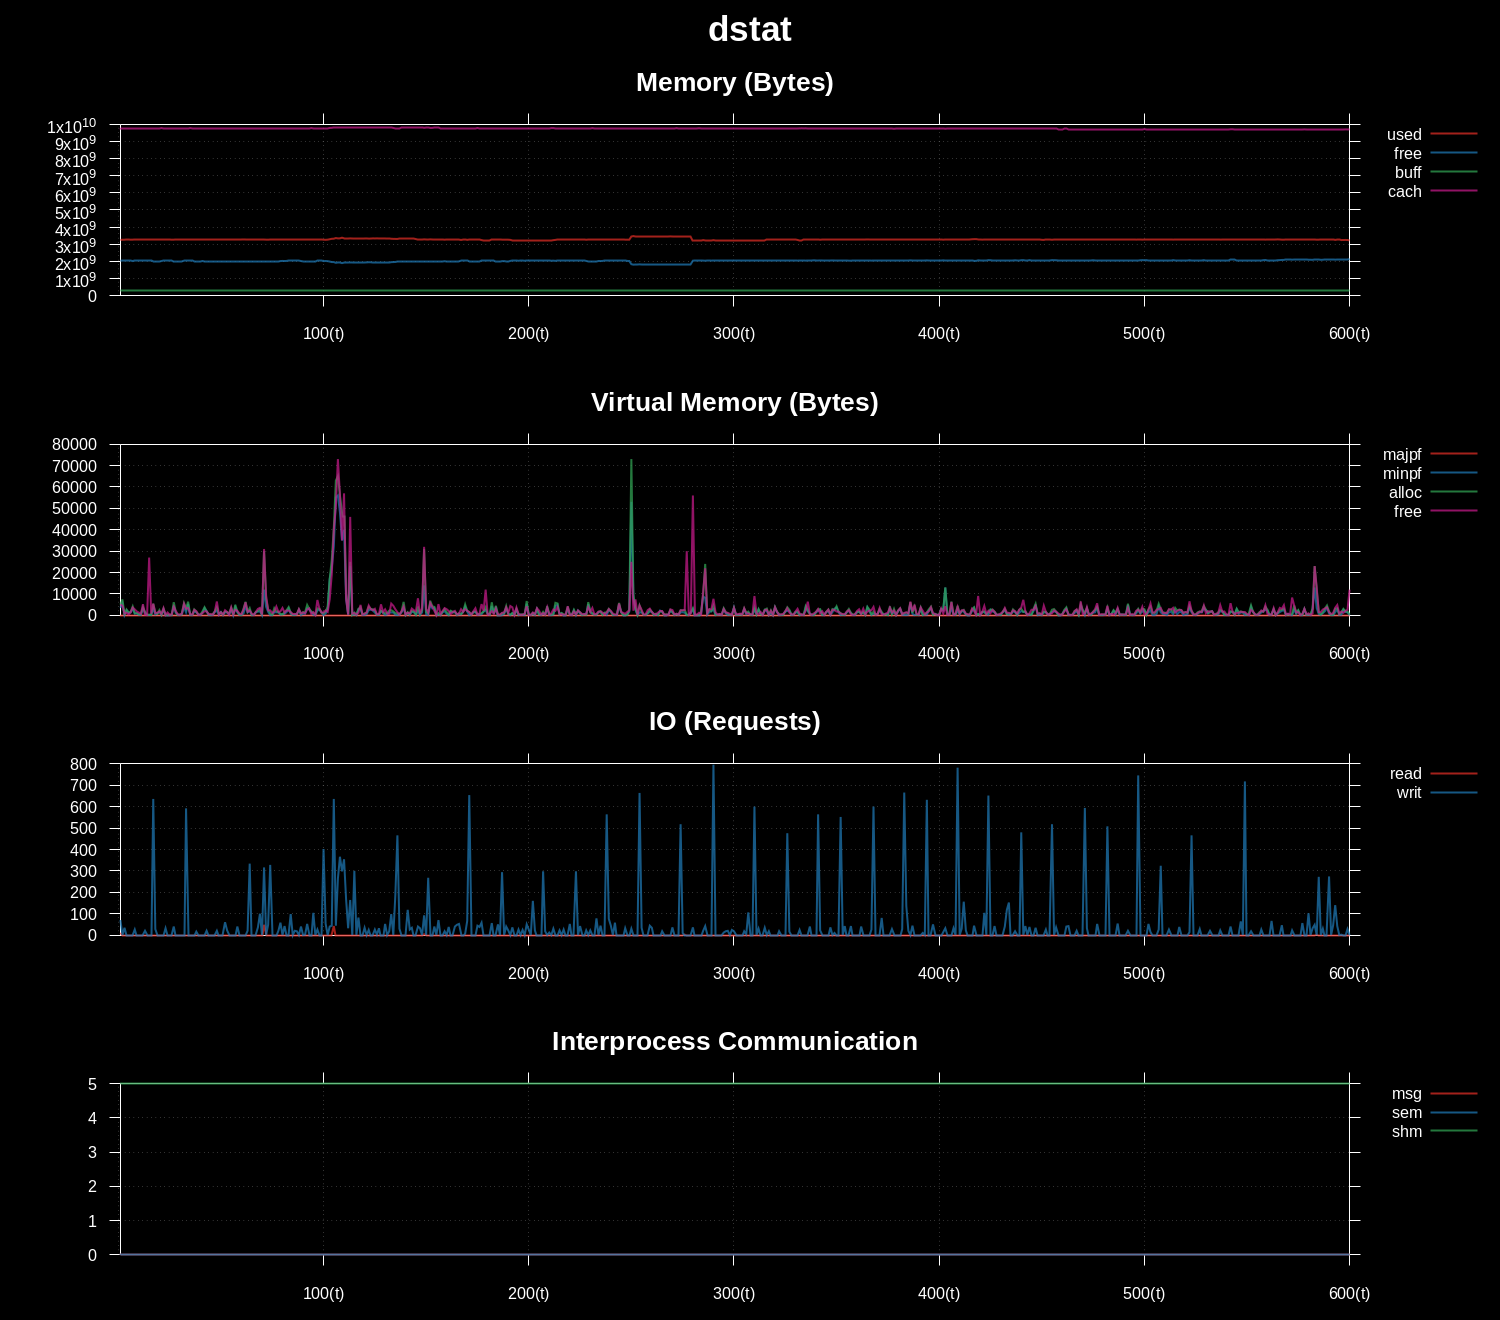 dstat
Memory (Bytes)
1x10^10
9x10^9
8x10^9
7x10^9
6x10^9
5x10^9
4x10^9
3x10^9
2x10^9
1x10^9
0
100(t) 200(t) 300(t) 400(t) 500(t) 600(t)
used
free
buff
cach
Virtual Memory (Bytes)
80000
70000
60000
50000
40000
30000
20000
10000
0
100(t) 200(t) 300(t) 400(t) 500(t) 600(t)
majpf
minpf
alloc
free
IO (Requests)
800
700
600
500
400
300
200
100
0
100(t) 200(t) 300(t) 400(t) 500(t) 600(t)
read
writ
Interprocess Communication
5
4
3
2
1
0
100(t) 200(t) 300(t) 400(t) 500(t) 600(t)
msg
sem
shm